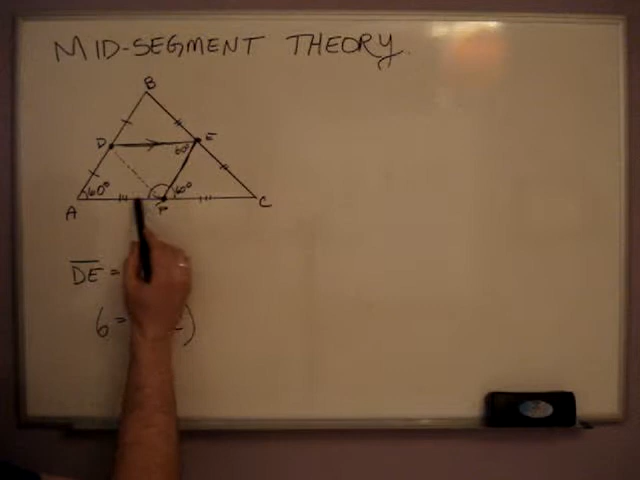 MID-SEGMENT THEORY.
B
D E
60°
60° 60°
A F C
DE =
6 = )